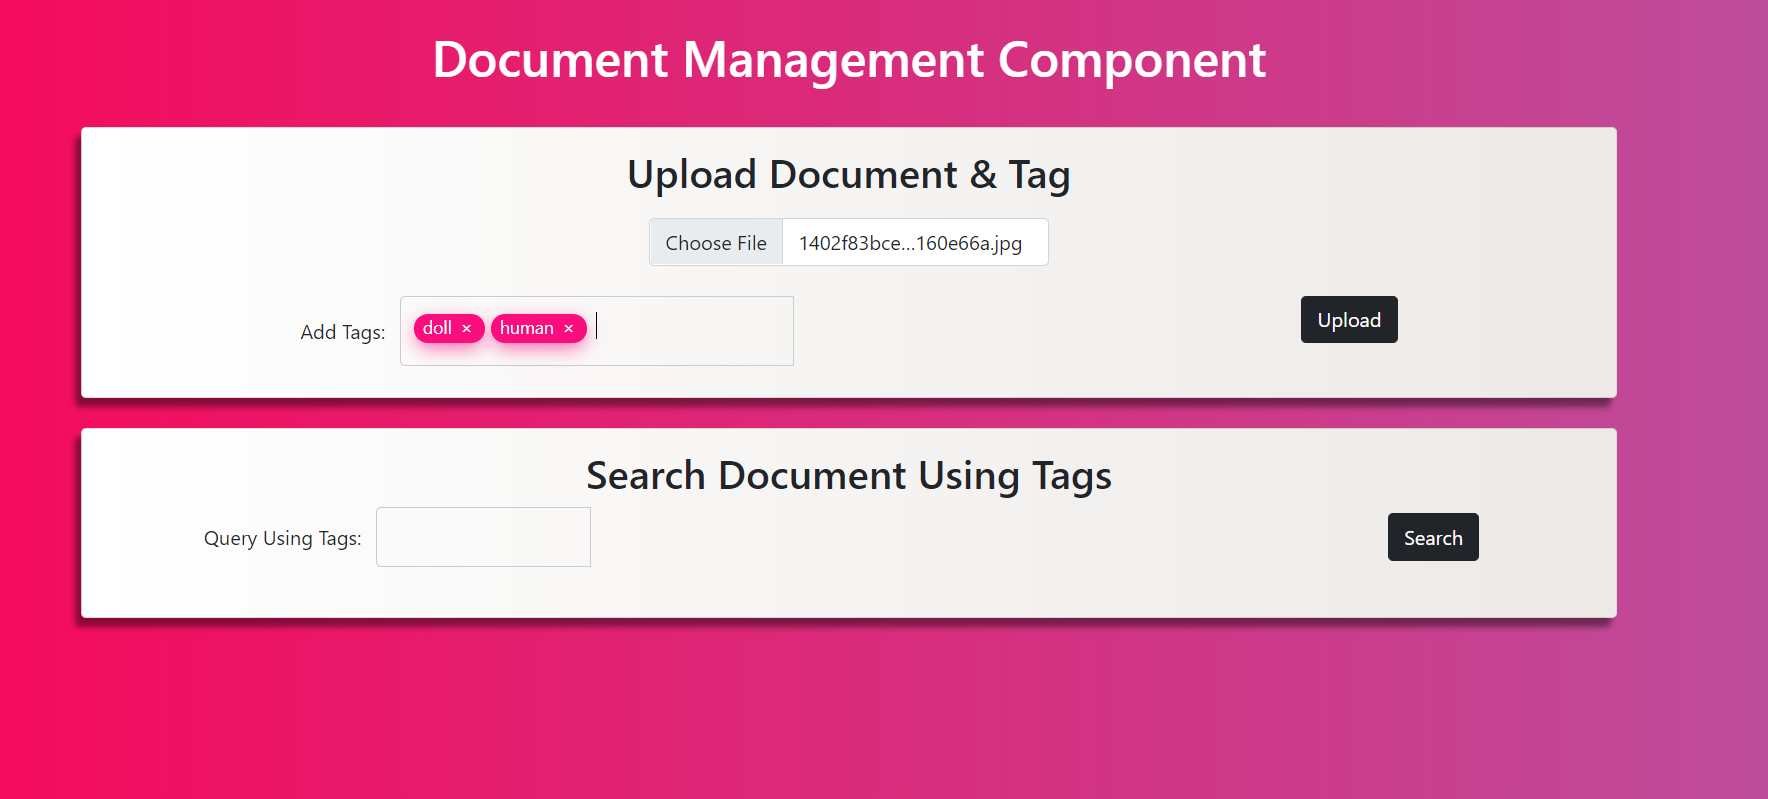 Document Management Component
Upload Document & Tag
Choose File 1402f83bce...160e66a.jpg
Add Tags: doll × human × Upload
Search Document Using Tags
Query Using Tags: Search